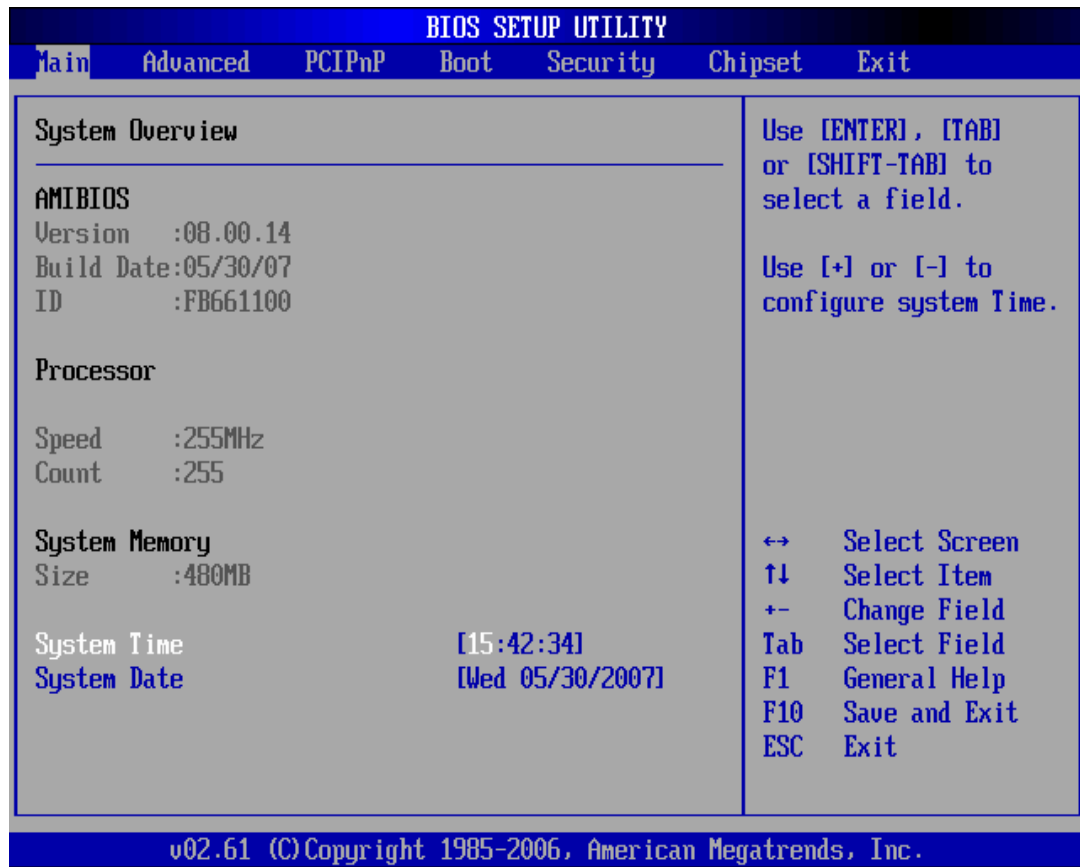 BIOS SETUP UTILITY
Main Advanced PCIPnP Boot Security Chipset Exit
System Overview
AMIBIOS
Version :08.00.14
Build Date:05/30/07
ID :FB661100
Processor
Speed :255MHz
Count :255
System Memory
Size :480MB
System Time [15:42:34]
System Date [Wed 05/30/2007]
Use [ENTER], [TAB]
or [SHIFT-TAB] to
select a field.
Use [+] or [-] to
configure system Time.
↔ Select Screen
↑↓ Select Item
+- Change Field
Tab Select Field
F1 General Help
F10 Save and Exit
ESC Exit
v02.61 (C)Copyright 1985-2006, American Megatrends, Inc.